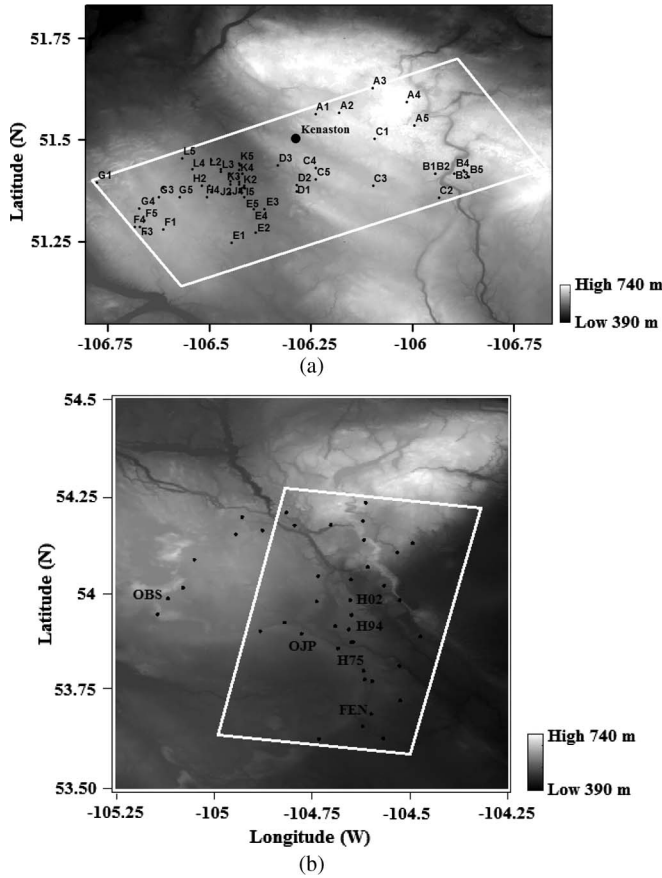 51.75
51.5
51.25
Latitude (N)
A3
A4
A1 A2
A5
Kenaston
C1
L5 K5 D3 C4
L4 L2 L3 K4
G1 H2 K3 K2 D2 C5 C3 B1 B2 B4 B5
B3
G3 G5 H4 J2 J4 I5 D1 C2
G4 E5 E3
F5 E4
F4 F1 E2
F3 E1
High 740 m
Low 390 m
-106.75 -106.5 -106.25 -106 -106.75
(a)
54.5
54.25
54
53.75
53.50
Latitude (N)
OBS H02
H94
OJP
H75
FEN
High 740 m
Low 390 m
-105.25 -105 -104.75 -104.5 -104.25
Longitude (W)
(b)